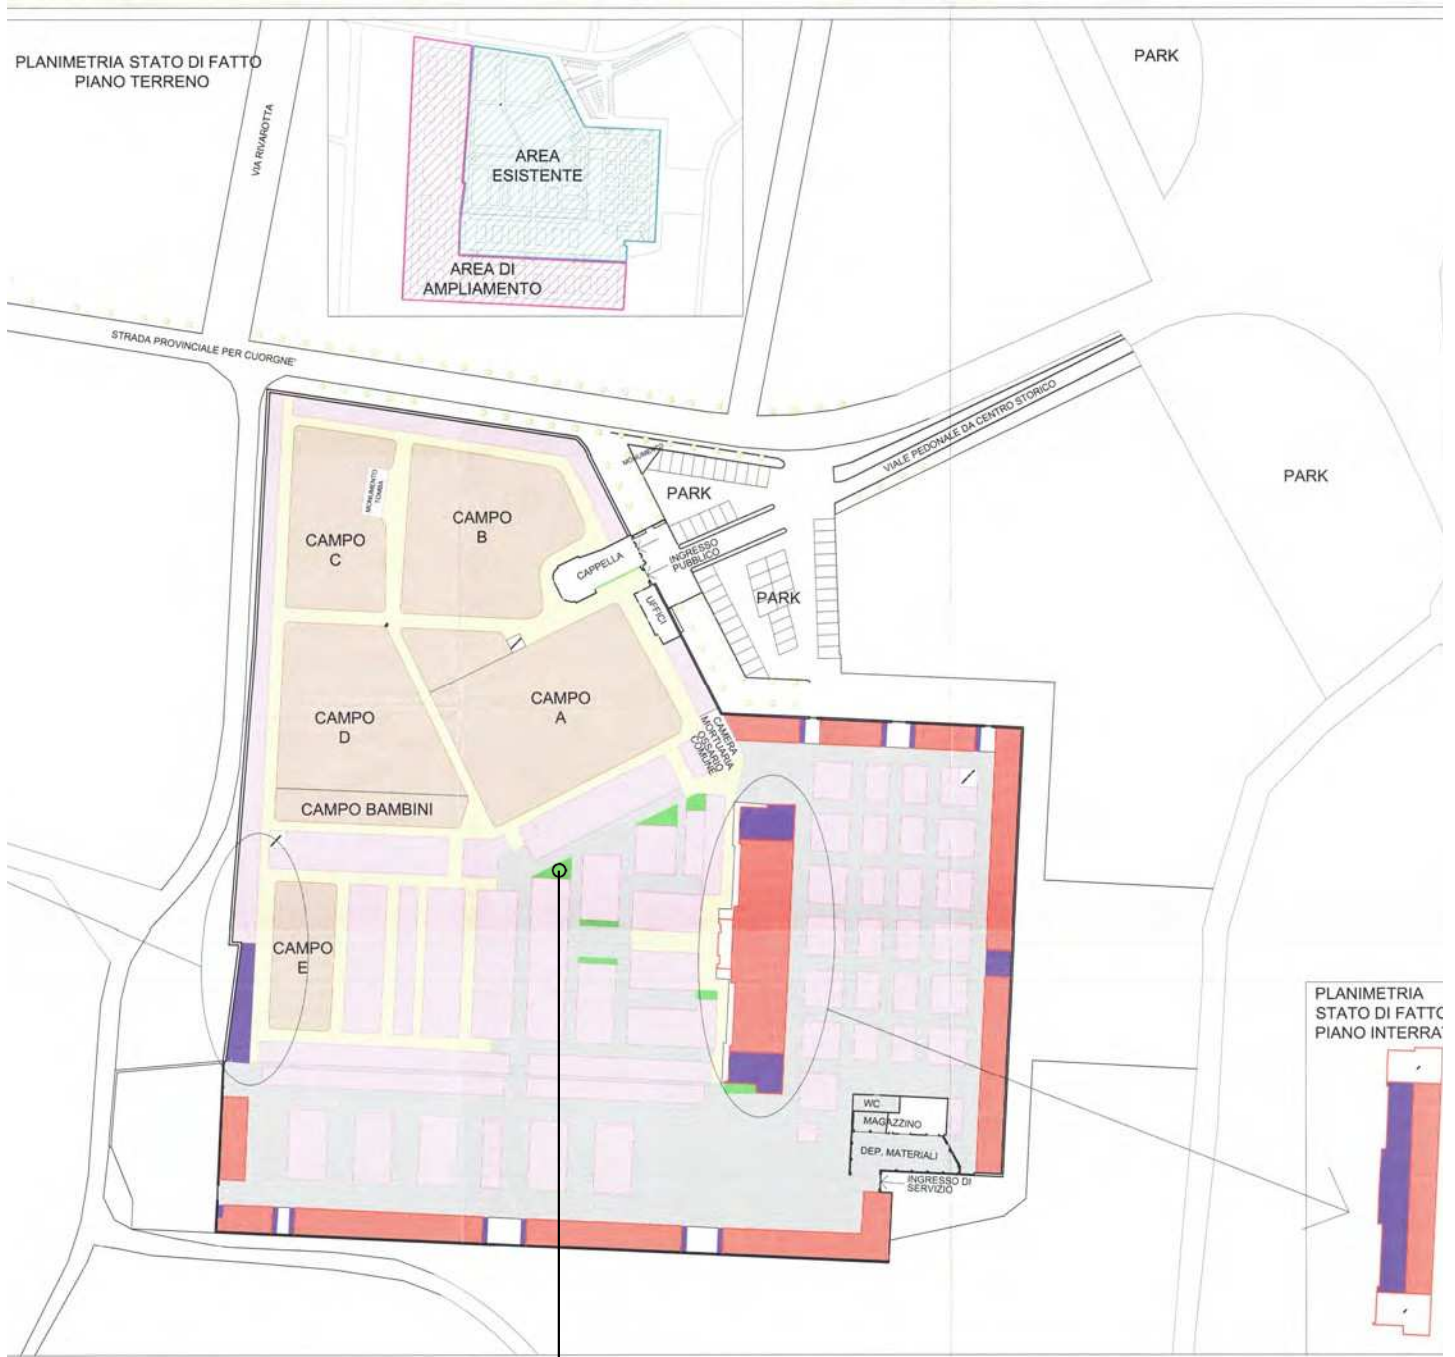 PLANIMETRIA STATO DI FATTO
PIANO TERRENO
VIA RIVAROTTA
AREA
ESISTENTE
AREA DI
AMPLIAMENTO
PARK
STRADA PROVINCIALE PER CUORGNE'
VIALE PEDONALE DA CENTRO STORICO
MONUMENTO
PARK
PARK
MONUMENTO
TOMBA
CAMPO
B
CAMPO
C
CAPPELLA
INGRESSO
PUBBLICO
UFFICI
PARK
CAMPO
A
CAMPO
D
CAMERA
MORTUARIA
OSSARIO
COMUNE
CAMPO BAMBINI
CAMPO
E
PLANIMETRIA
STATO DI FATTO
PIANO INTERRA
WC
MAGAZZINO
DEP. MATERIALI
INGRESSO DI
SERVIZIO